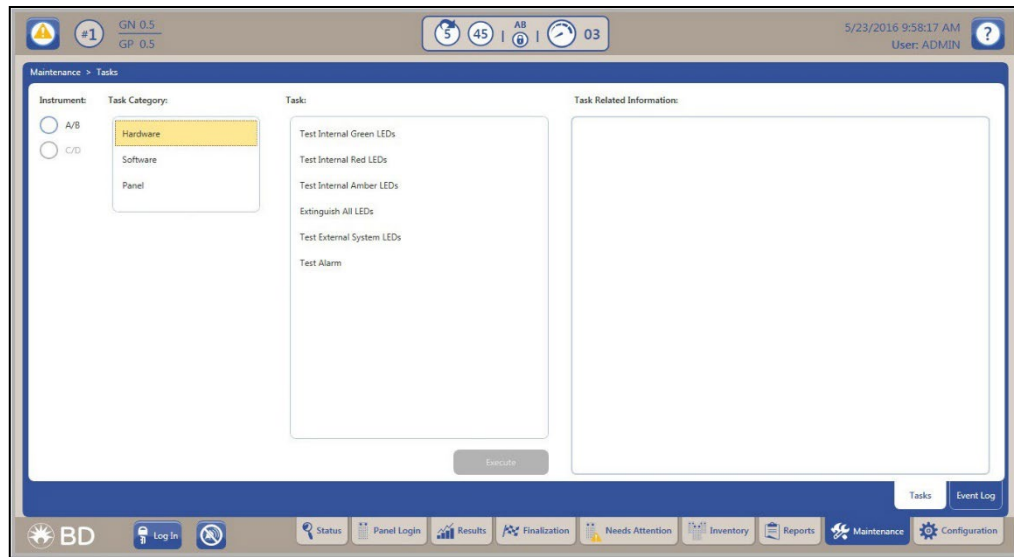 #1
GN 0.5
GP 0.5
5
45
AB
03
5/23/2016 9:58:17 AM
User: ADMIN
?
Maintenance > Tasks
Instrument:
Task Category:
Task:
Task Related Information:
A/B
C/D
Hardware
Software
Panel
Test Internal Green LEDs
Test Internal Red LEDs
Test Internal Amber LEDs
Extinguish All LEDs
Test External System LEDs
Test Alarm
Execute
Tasks
Event Log
BD
Log In
Status
Panel Login
Results
Finalization
Needs Attention
Inventory
Reports
Maintenance
Configuration